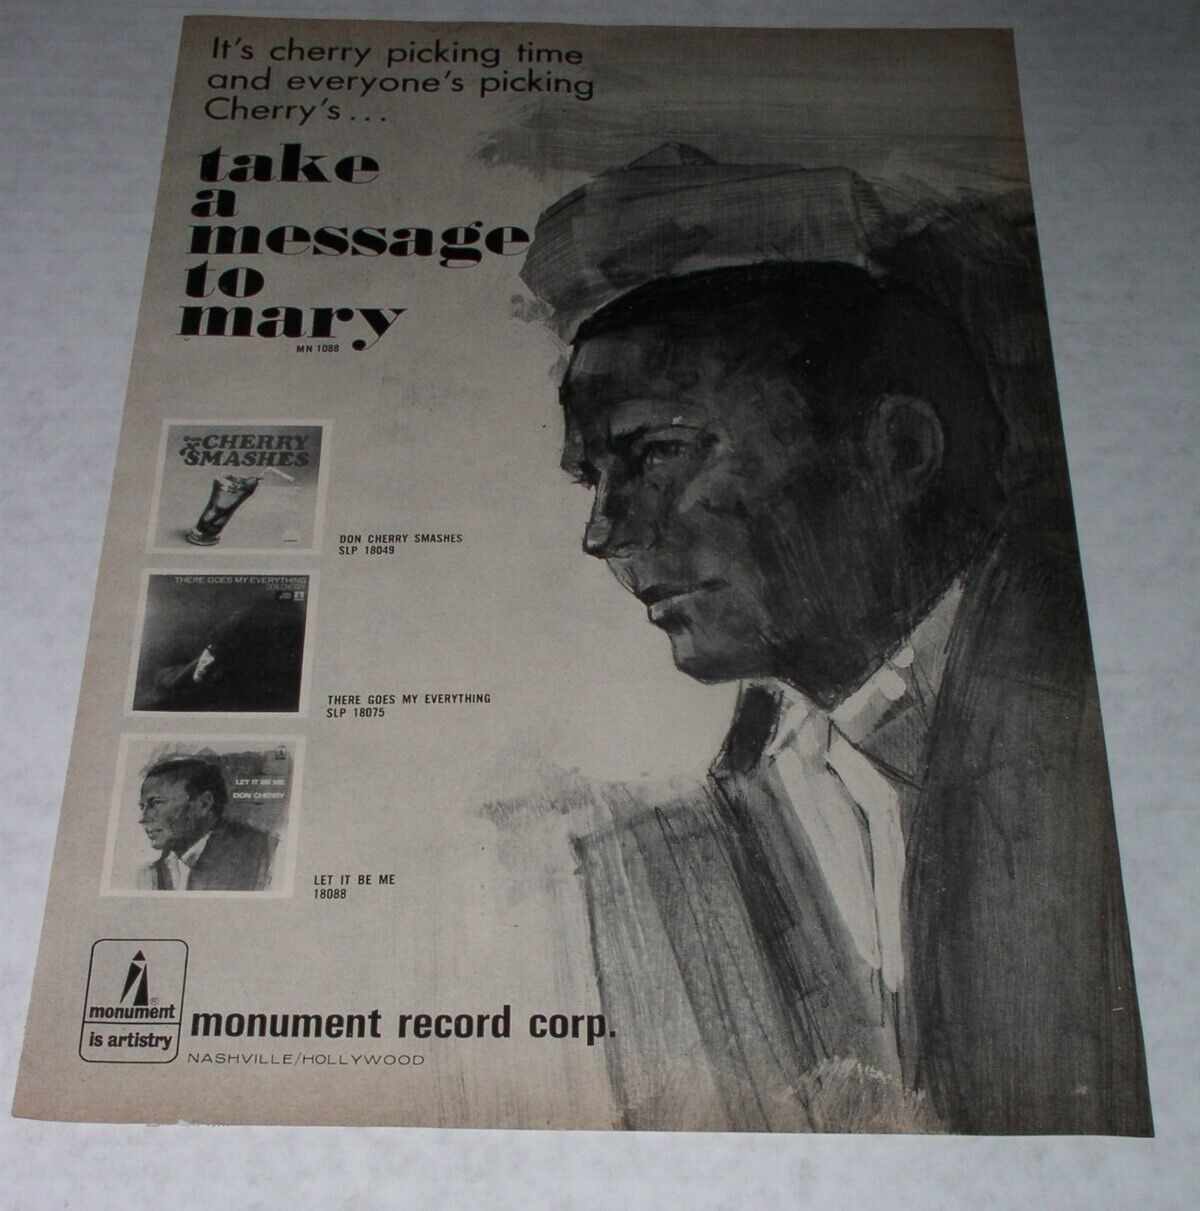 It's cherry picking time
and everyone's picking
Cherry's...
take
a
message
to
mary
MN 1088
CHERRY
SMASHES
DON CHERRY SMASHES
SLP 18049
THERE GOES MY EVERYTHING
DON CHERRY
THERE GOES MY EVERYTHING
SLP 18075
LET IT BE ME
DON CHERRY
LET IT BE ME
18088
monument®
is artistry
monument record corp.
NASHVILLE/HOLLYWOOD